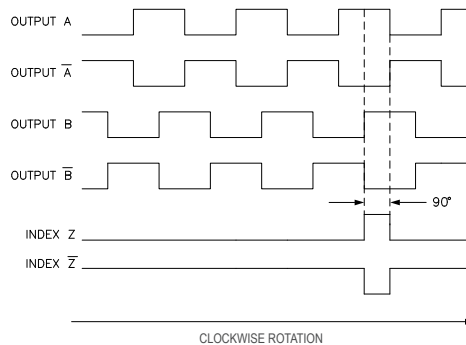 OUTPUT A
OUTPUT A̅
OUTPUT B
OUTPUT B̅
90°
INDEX Z
INDEX Z̅
CLOCKWISE ROTATION